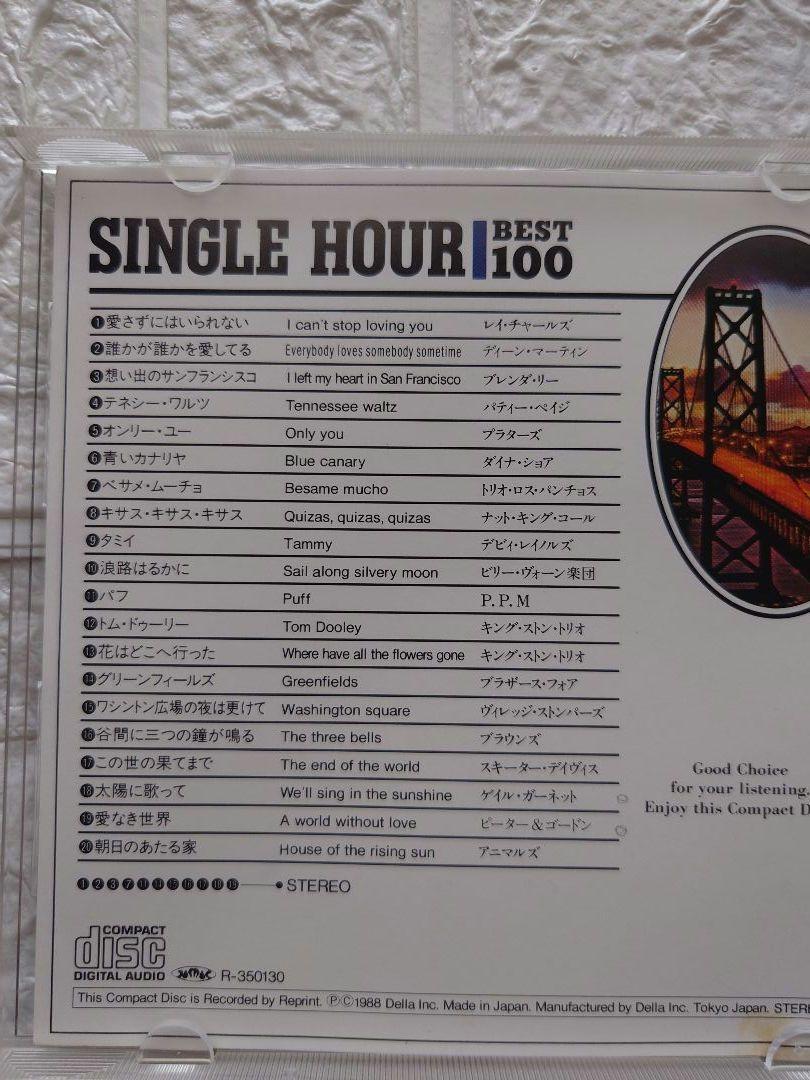 SINGLE HOUR BEST 100
❶愛さずにはいられない I can't stop loving you レイ・チャールズ
❷誰かが誰かを愛してる Everybody loves somebody sometime ディーン・マーティン
❸想い出のサンフランシスコ I left my heart in San Francisco ブレンダ・リー
❹テネシー・ワルツ Tennessee waltz パティー・ペイジ
❺オンリー・ユー Only you プラターズ
❻青いカナリヤ Blue canary ダイナ・ショア
❼ベサメ・ムーチョ Besame mucho トリオ・ロス・パンチョス
❽キサス・キサス・キサス Quizas, quizas, quizas ナット・キング・コール
❾タミイ Tammy デビィ・レイノルズ
❿浪路はるかに Sail along silvery moon ビリー・ヴォーン楽団
⓫パフ Puff P.P.M
⓬トム・ドゥーリー Tom Dooley キング・ストン・トリオ
⓭花はどこへ行った Where have all the flowers gone キング・ストン・トリオ
⓮グリーンフィールズ Greenfields ブラザース・フォア
⓯ワシントン広場の夜は更けて Washington square ヴィレッジ・ストンパーズ
⓰谷間に三つの鐘が鳴る The three bells ブラウンズ
⓱この世の果てまで The end of the world スキーター・デイヴィス
⓲太陽に歌って We'll sing in the sunshine ゲイル・ガーネット
⓳愛なき世界 A world without love ピーター&ゴードン
⓴朝日のあたる家 House of the rising sun アニマルズ
STEREO
Good Choice
for your listening.
Enjoy this Compact D
COMPACT
disc
DIGITAL AUDIO R-350130
This Compact Disc is Recorded by Reprint. ⓅⒸ1988 Della Inc. Made in Japan. Manufactured by Della Inc. Tokyo Japan. STER